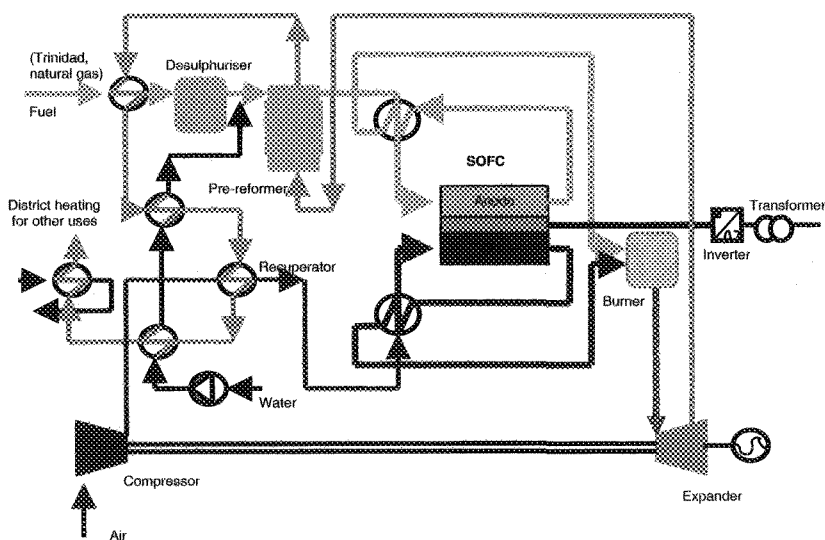 (Trinidad,
natural gas)
Fuel
Desulphuriser
Pre-reformer
SOFC
Anode
District heating
for other uses
Recuperator
Water
Transformer
Inverter
Burner
Compressor
Expander
Air